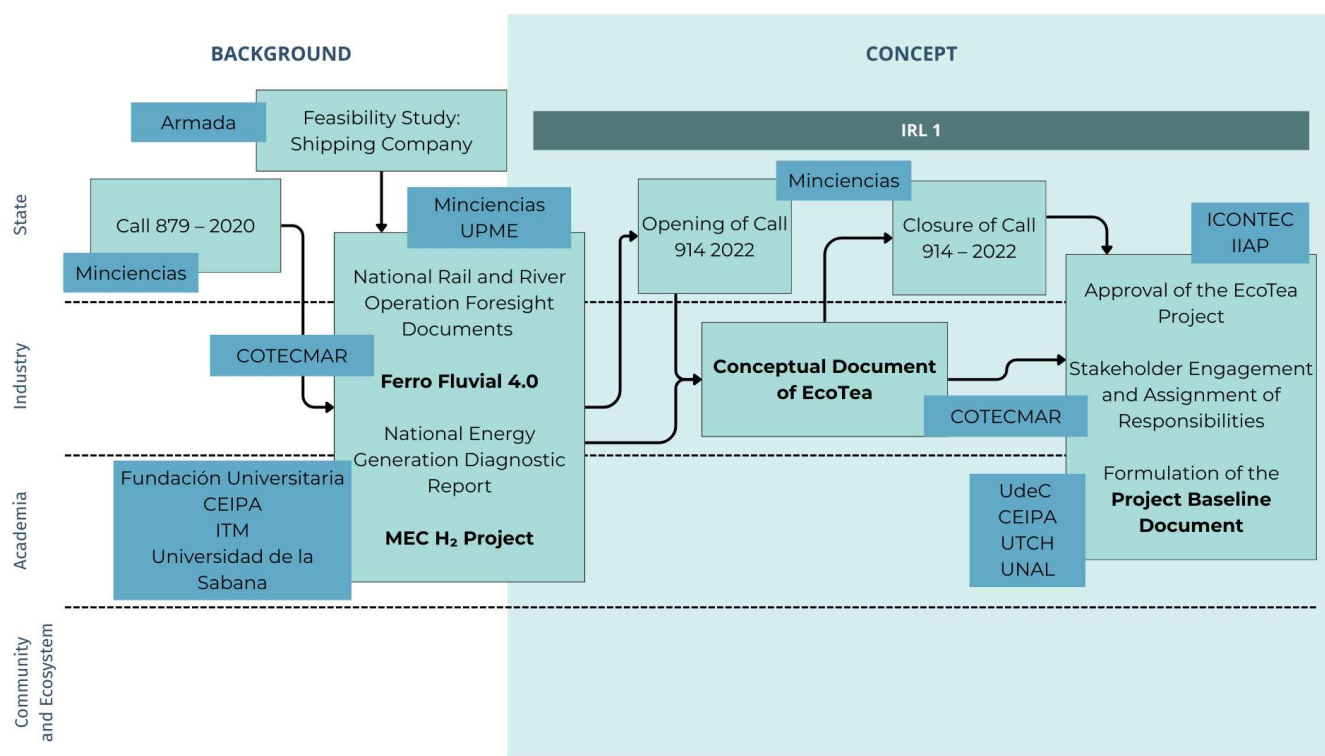 BACKGROUND
CONCEPT
Armada
Feasibility Study:
Shipping Company
IRL 1
State
Call 879 – 2020
Minciencias
Minciencias
UPME
National Rail and River
Operation Foresight
Documents
Ferro Fluvial 4.0
National Energy
Generation Diagnostic
Report
MEC H₂ Project
Opening of Call
914 2022
Minciencias
Closure of Call
914 – 2022
ICONTEC
IIAP
Approval of the EcoTea
Project
Stakeholder Engagement
and Assignment of
Responsibilities
Formulation of the
Project Baseline
Document
Industry
COTECMAR
Conceptual Document
of EcoTea
COTECMAR
Academia
Fundación Universitaria
CEIPA
ITM
Universidad de la
Sabana
UdeC
CEIPA
UTCH
UNAL
Community
and Ecosystem